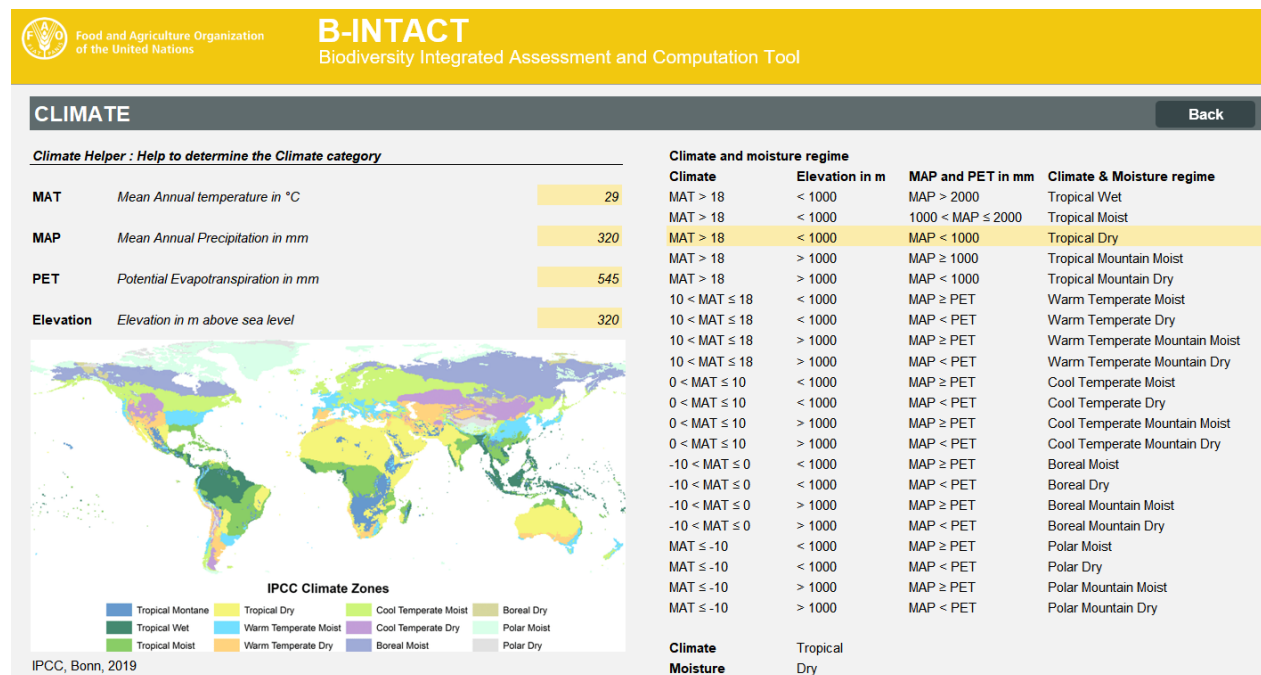 FAO
Food and Agriculture Organization
of the United Nations
B-INTACT
Biodiversity Integrated Assessment and Computation Tool
CLIMATE
Back
Climate Helper : Help to determine the Climate category
MAT Mean Annual temperature in °C 29
MAP Mean Annual Precipitation in mm 320
PET Potential Evapotranspiration in mm 545
Elevation Elevation in m above sea level 320
IPCC Climate Zones
Tropical Montane Tropical Dry Cool Temperate Moist Boreal Dry
Tropical Wet Warm Temperate Moist Cool Temperate Dry Polar Moist
Tropical Moist Warm Temperate Dry Boreal Moist Polar Dry
IPCC, Bonn, 2019
Climate and moisture regime
Climate Elevation in m MAP and PET in mm Climate & Moisture regime
MAT > 18 < 1000 MAP > 2000 Tropical Wet
MAT > 18 < 1000 1000 < MAP ≤ 2000 Tropical Moist
MAT > 18 < 1000 MAP < 1000 Tropical Dry
MAT > 18 > 1000 MAP ≥ 1000 Tropical Mountain Moist
MAT > 18 > 1000 MAP < 1000 Tropical Mountain Dry
10 < MAT ≤ 18 < 1000 MAP ≥ PET Warm Temperate Moist
10 < MAT ≤ 18 < 1000 MAP < PET Warm Temperate Dry
10 < MAT ≤ 18 > 1000 MAP ≥ PET Warm Temperate Mountain Moist
10 < MAT ≤ 18 > 1000 MAP < PET Warm Temperate Mountain Dry
0 < MAT ≤ 10 < 1000 MAP ≥ PET Cool Temperate Moist
0 < MAT ≤ 10 < 1000 MAP < PET Cool Temperate Dry
0 < MAT ≤ 10 > 1000 MAP ≥ PET Cool Temperate Mountain Moist
0 < MAT ≤ 10 > 1000 MAP < PET Cool Temperate Mountain Dry
-10 < MAT ≤ 0 < 1000 MAP ≥ PET Boreal Moist
-10 < MAT ≤ 0 < 1000 MAP < PET Boreal Dry
-10 < MAT ≤ 0 > 1000 MAP ≥ PET Boreal Mountain Moist
-10 < MAT ≤ 0 > 1000 MAP < PET Boreal Mountain Dry
MAT ≤ -10 < 1000 MAP ≥ PET Polar Moist
MAT ≤ -10 < 1000 MAP < PET Polar Dry
MAT ≤ -10 > 1000 MAP ≥ PET Polar Mountain Moist
MAT ≤ -10 > 1000 MAP < PET Polar Mountain Dry
Climate Tropical
Moisture Dry